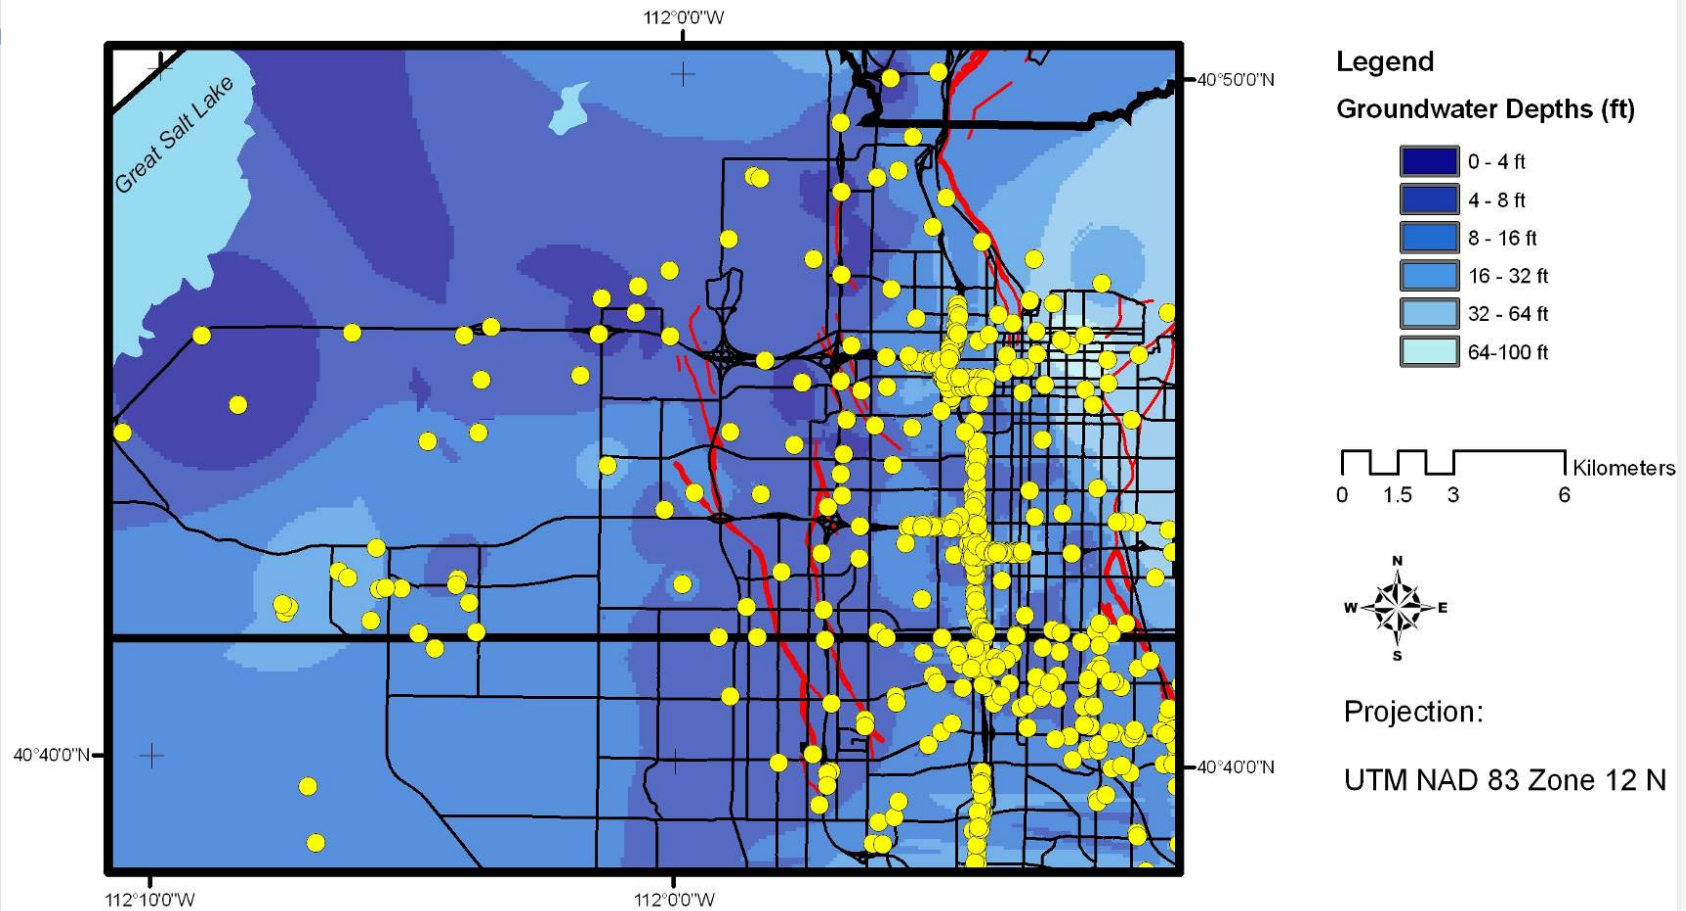 112°0'0"W
Great Salt Lake
40°50'0"N
40°40'0"N
40°40'0"N
112°10'0"W
112°0'0"W
Legend
Groundwater Depths (ft)
0 - 4 ft
4 - 8 ft
8 - 16 ft
16 - 32 ft
32 - 64 ft
64-100 ft
Kilometers
0 1.5 3 6
N
W E
S
Projection:
UTM NAD 83 Zone 12 N